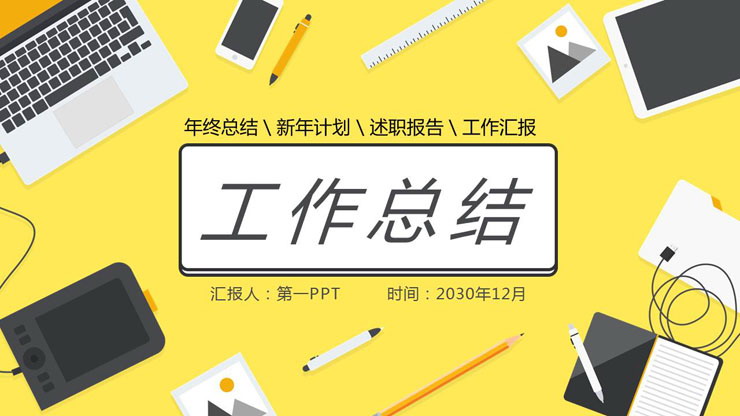 年终总结 \ 新年计划 \ 述职报告 \ 工作汇报
工作总结
汇报人：第一PPT 时间：2030年12月